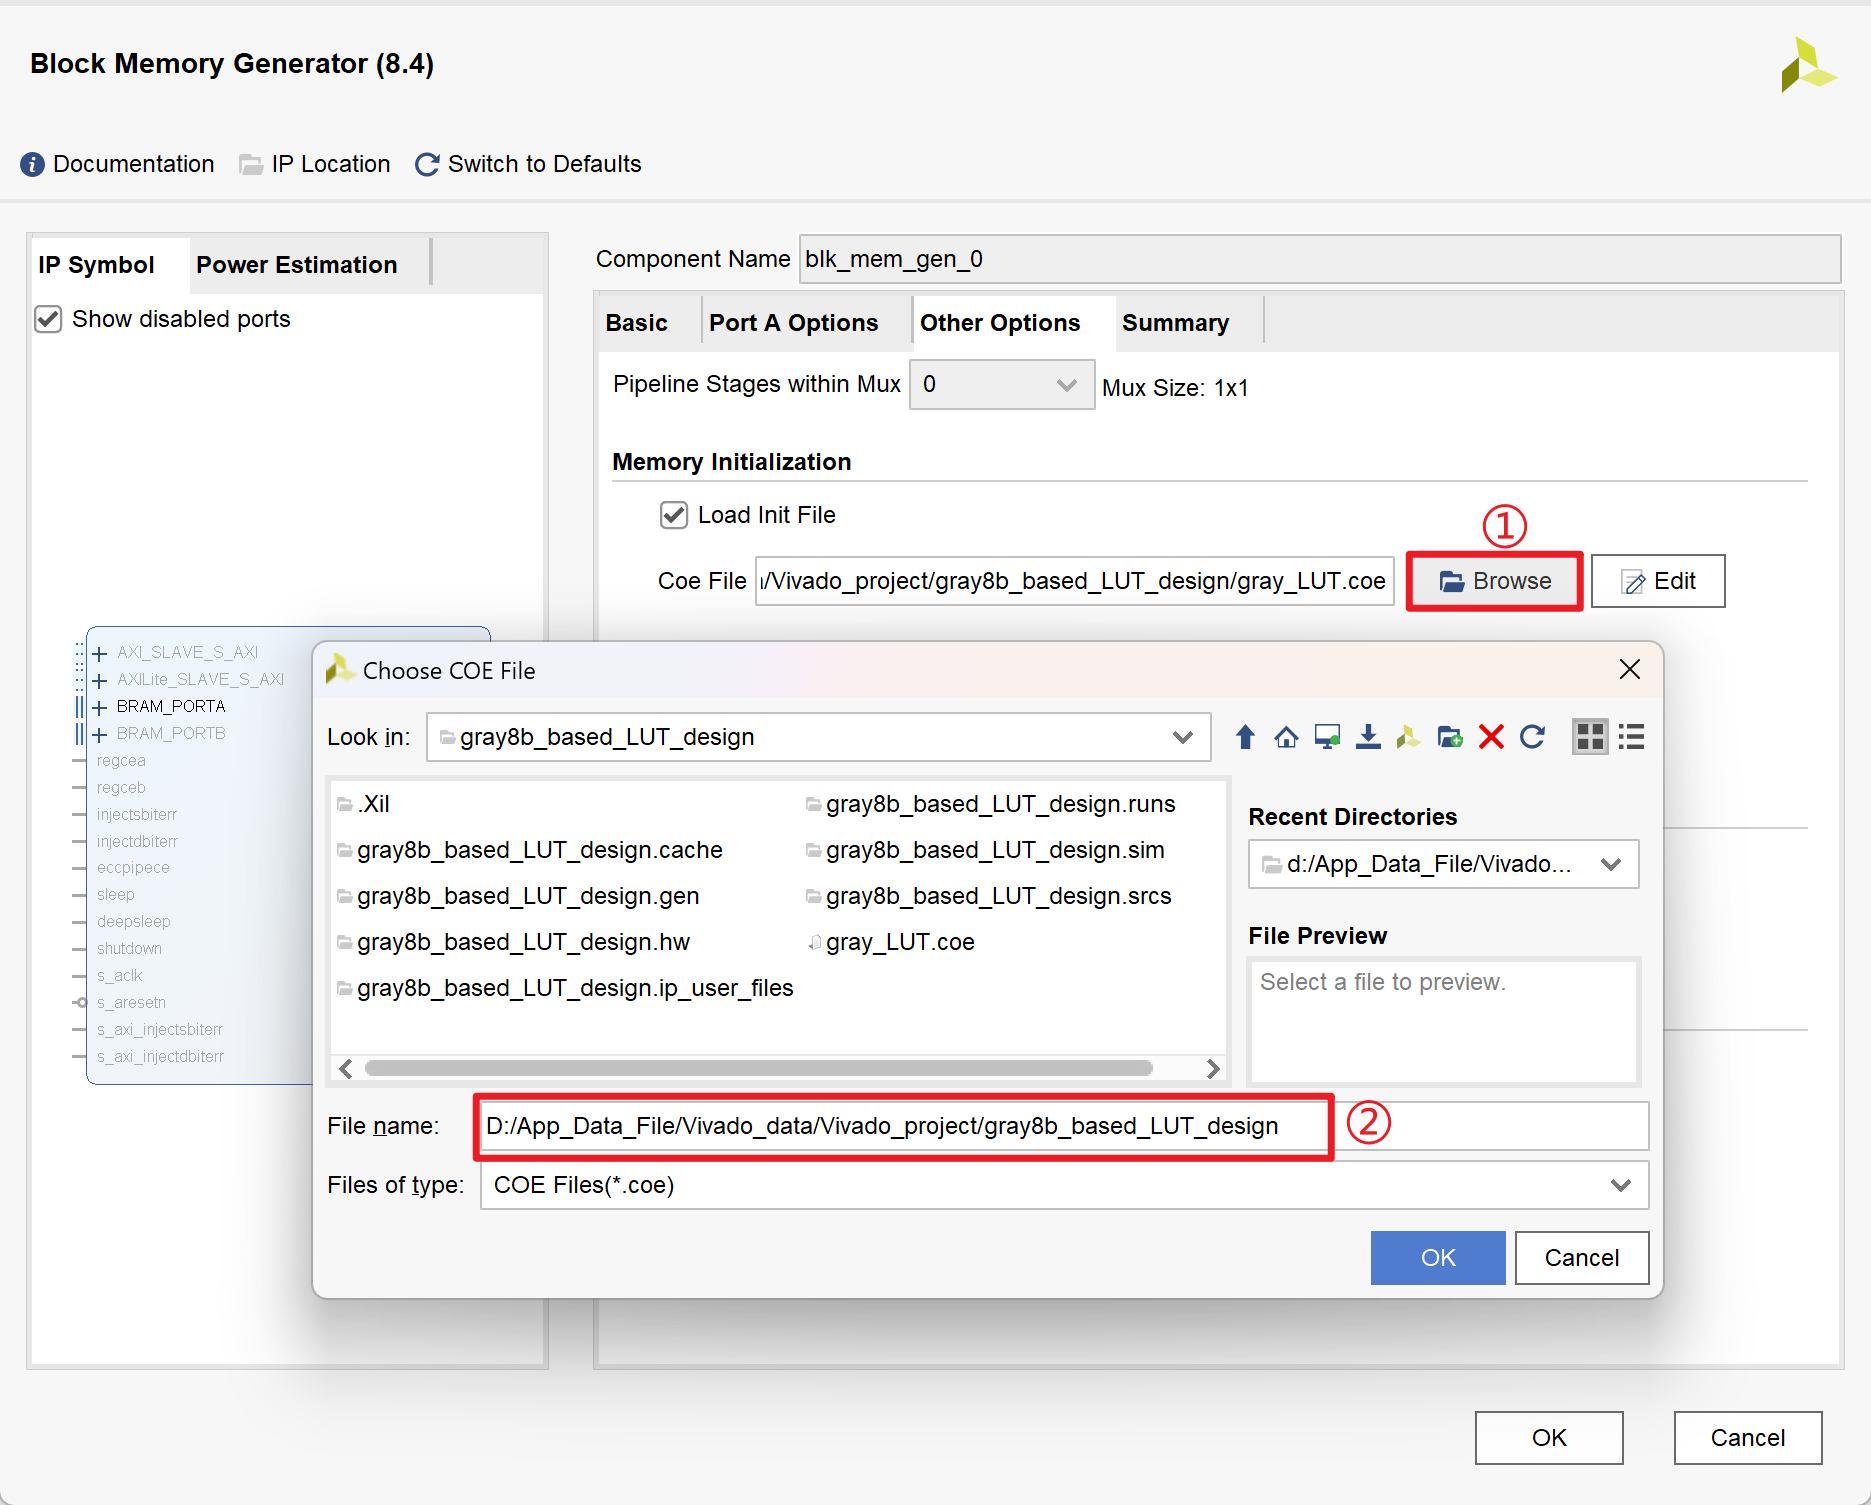 Block Memory Generator (8.4)
Documentation IP Location Switch to Defaults
IP Symbol Power Estimation
Show disabled ports
AXI_SLAVE_S_AXI
AXILite_SLAVE_S_AXI
BRAM_PORTA
BRAM_PORTB
regcea
regceb
injectsbiterr
injectdbiterr
eccpipece
sleep
deepsleep
shutdown
s_aclk
s_aresetn
s_axi_injectsbiterr
s_axi_injectdbiterr
Component Name blk_mem_gen_0
Basic Port A Options Other Options Summary
Pipeline Stages within Mux 0 Mux Size: 1x1
Memory Initialization
Load Init File
①
Coe File /Vivado_project/gray8b_based_LUT_design/gray_LUT.coe Browse Edit
Choose COE File
Look in: gray8b_based_LUT_design
.Xil
gray8b_based_LUT_design.cache
gray8b_based_LUT_design.gen
gray8b_based_LUT_design.hw
gray8b_based_LUT_design.ip_user_files
gray8b_based_LUT_design.runs
gray8b_based_LUT_design.sim
gray8b_based_LUT_design.srcs
gray_LUT.coe
Recent Directories
d:/App_Data_File/Vivado...
File Preview
Select a file to preview.
File name: D:/App_Data_File/Vivado_data/Vivado_project/gray8b_based_LUT_design ②
Files of type: COE Files(*.coe)
OK Cancel
OK Cancel